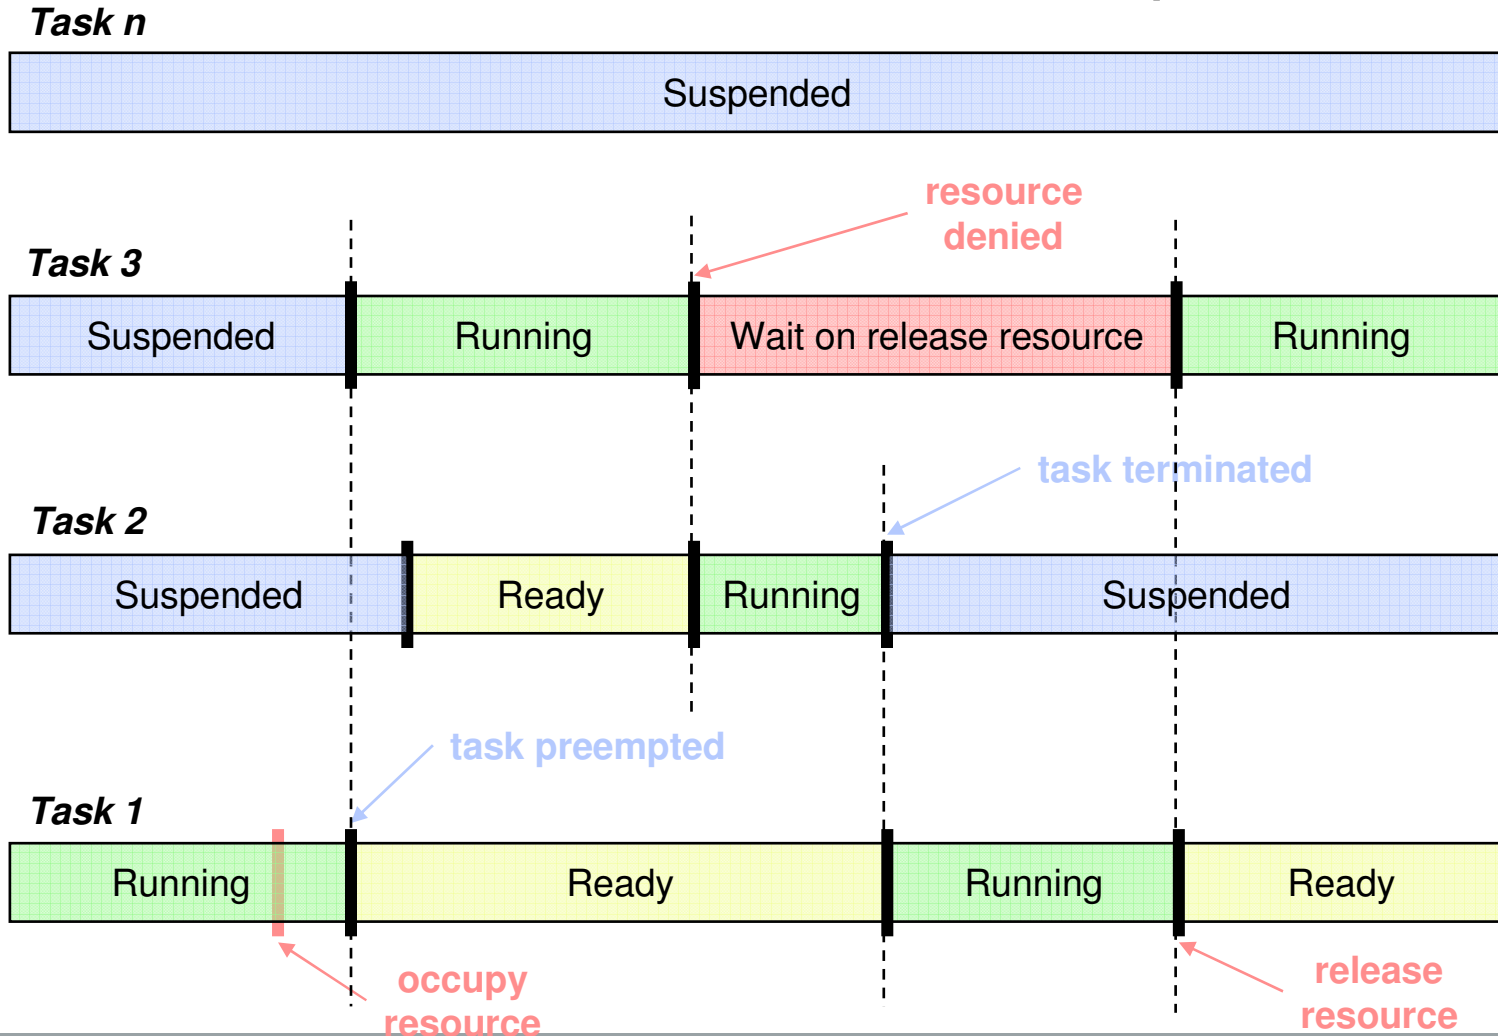 Task n
Suspended
resource
denied
Task 3
Suspended
Running
Wait on release resource
Running
task terminated
Task 2
Suspended
Ready
Running
Suspended
task preempted
Task 1
Running
Ready
Running
Ready
occupy
resource
release
resource